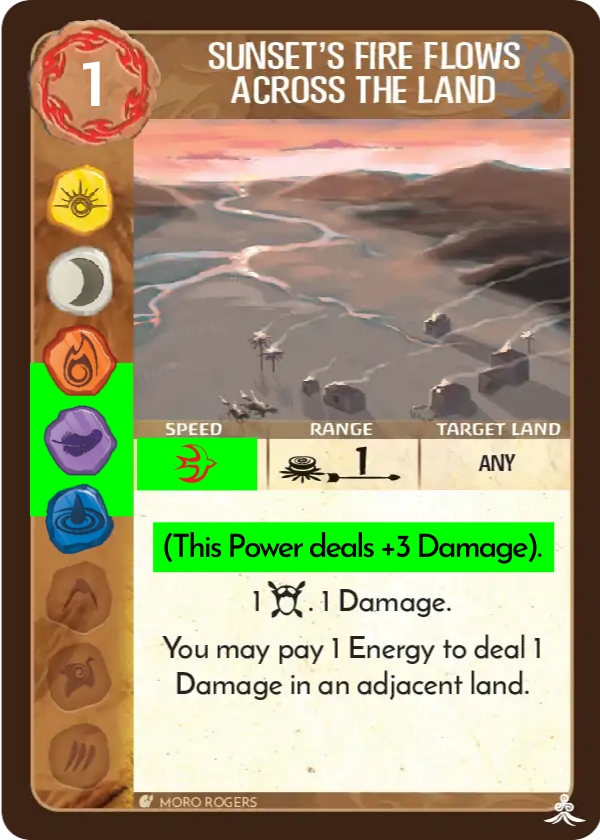 1
SUNSET'S FIRE FLOWS
ACROSS THE LAND
SPEED
RANGE
TARGET LAND
1
ANY
(This Power deals +3 Damage).
1 . 1 Damage.
You may pay 1 Energy to deal 1
Damage in an adjacent land.
MORO ROGERS